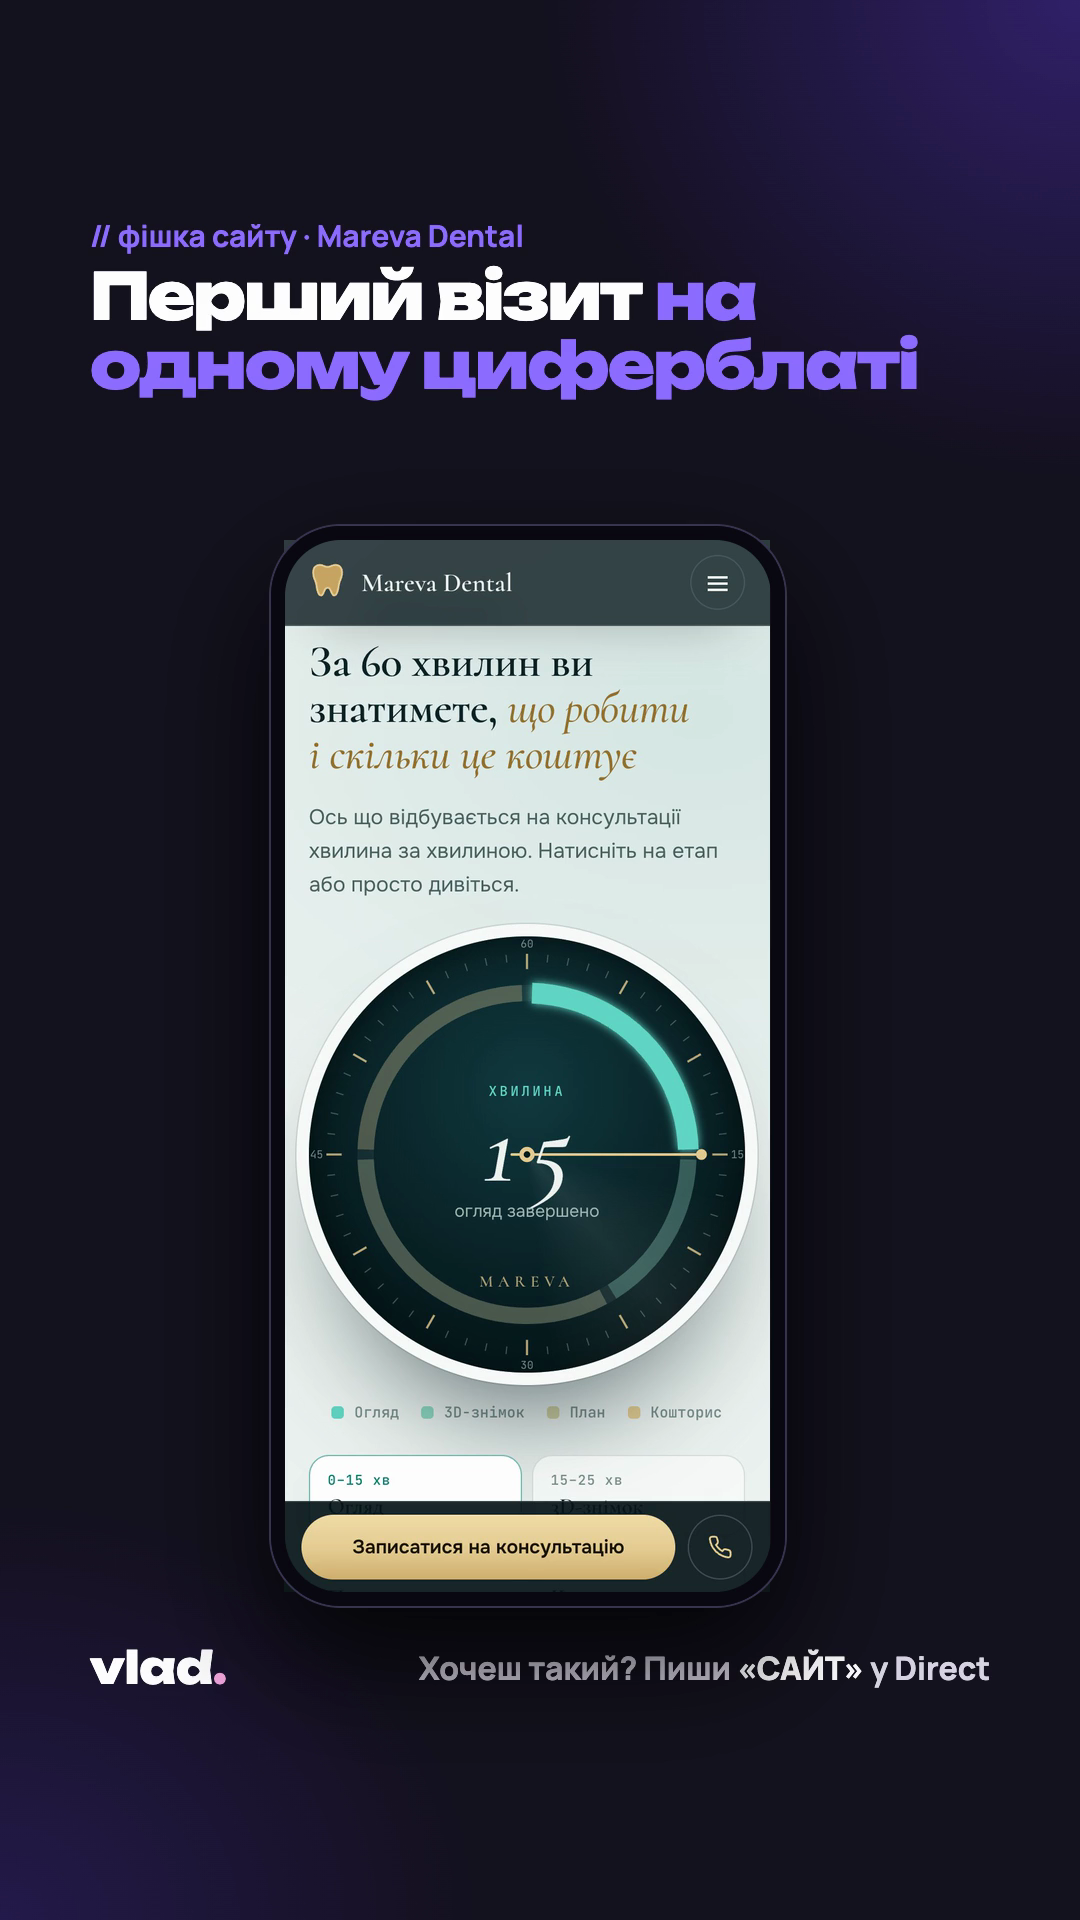 // фішка сайту · Mareva Dental
Перший візит на
одному циферблаті
Mareva Dental
За 60 хвилин ви
знатимете, що робити
і скільки це коштує
Ось що відбувається на консультації
хвилина за хвилиною. Натисніть на етап
або просто дивіться.
60
ХВИЛИНА
45
15
15
огляд завершено
MAREVA
30
Огляд 3D-знімок План Кошторис
0–15 хв 15–25 хв
Огляд 3D-знімок
Записатися на консультацію
vlad.
Хочеш такий? Пиши «САЙТ» у Direct